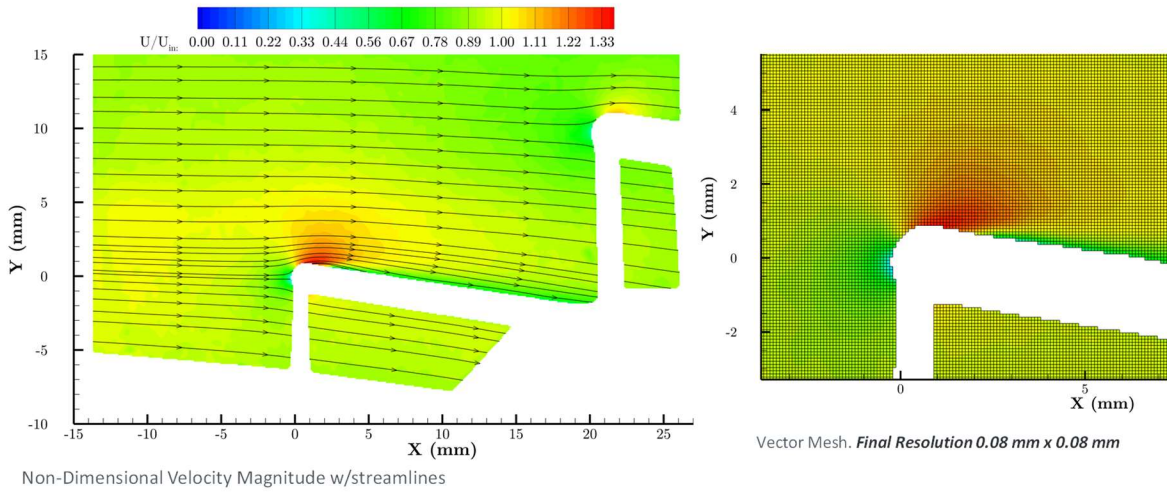 U/U_in: 0.00 0.11 0.22 0.33 0.44 0.56 0.67 0.78 0.89 1.00 1.11 1.22 1.33
15
10
5
0
-5
-10
Y (mm)
-15 -10 -5 0 5 10 15 20 25
X (mm)
Non-Dimensional Velocity Magnitude w/streamlines
4
2
0
-2
Y (mm)
0 5
X (mm)
Vector Mesh. Final Resolution 0.08 mm x 0.08 mm